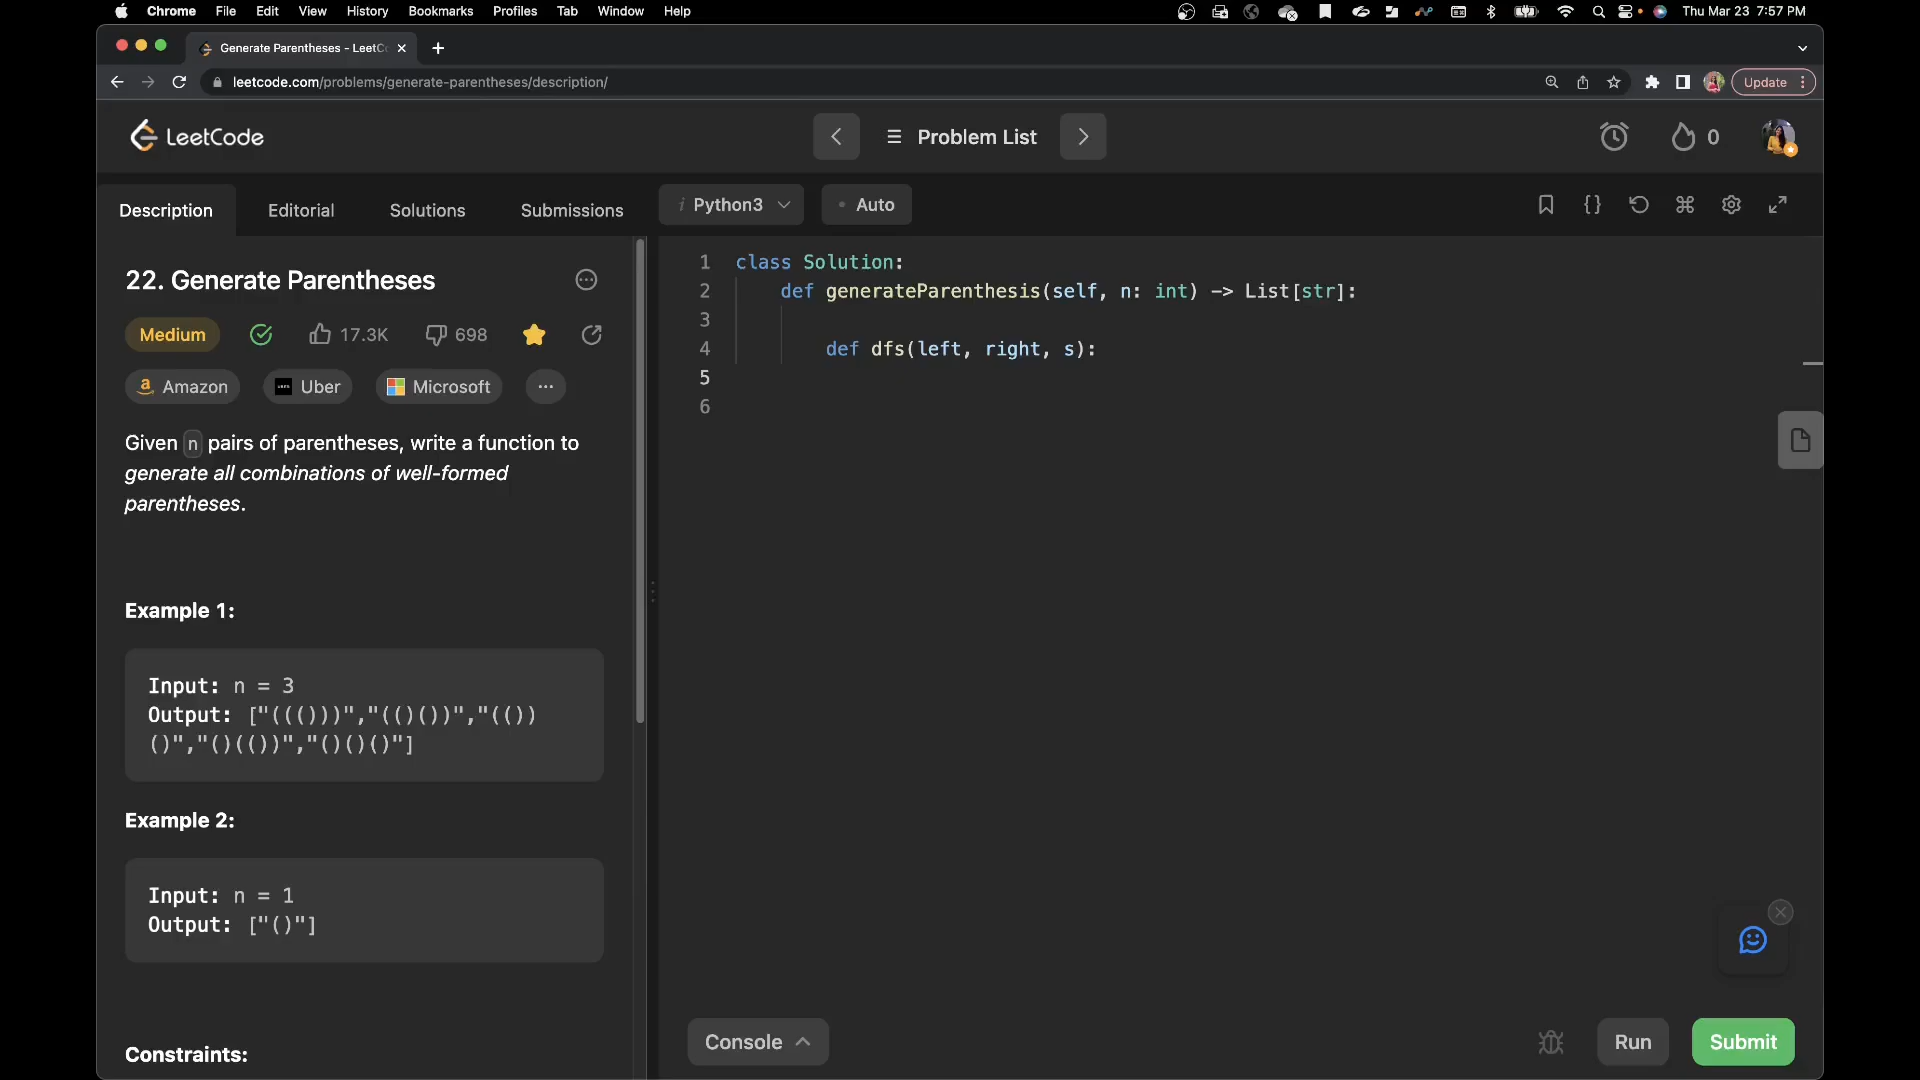 Chrome File Edit View History Bookmarks Profiles Tab Window Help Thu Mar 23 7:57 PM
Generate Parentheses - LeetC
leetcode.com/problems/generate-parentheses/description/ Update
LeetCode Problem List 0
Description Editorial Solutions Submissions i Python3 • Auto
22. Generate Parentheses
Medium 17.3K 698
Amazon Uber Microsoft ...
Given n pairs of parentheses, write a function to
generate all combinations of well-formed
parentheses.
Example 1:
Input: n = 3
Output: ["((()))","(()())","(())
()","()(())","()()()"]
Example 2:
Input: n = 1
Output: ["()"]
Constraints:
1 class Solution:
2 def generateParenthesis(self, n: int) -> List[str]:
3
4 def dfs(left, right, s):
5
6
Console Run Submit